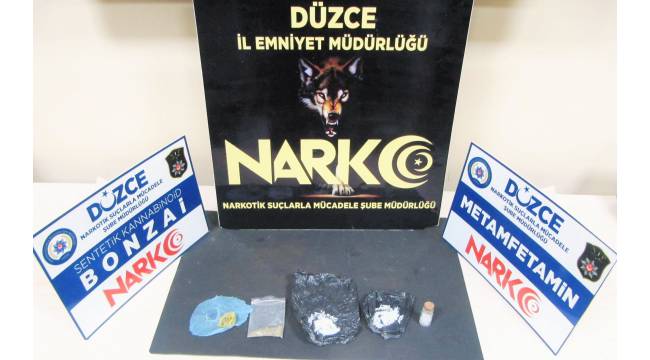 DÜZCE
İL EMNİYET MÜDÜRLÜĞÜ
NARKO
NARKOTİK SUÇLARLA MÜCADELE ŞUBE MÜDÜRLÜĞÜ
DÜZCE
NARKOTİK SUÇLARLA MÜCADELE
ŞUBE MÜDÜRLÜĞÜ
SENTETİK KANNABİNOİD
BONZAİ
NARKO
DÜZCE
NARKOTİK SUÇLARLA MÜCADELE
ŞUBE MÜDÜRLÜĞÜ
METAMFETAMİN
NARKO